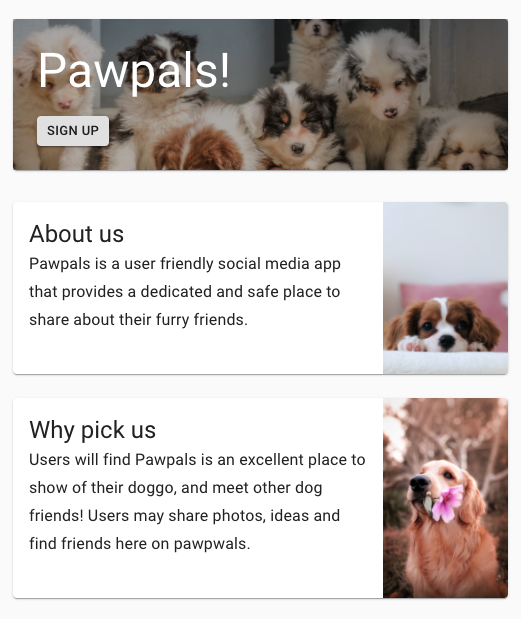 Pawpals!
SIGN UP
About us
Pawpals is a user friendly social media app
that provides a dedicated and safe place to
share about their furry friends.
Why pick us
Users will find Pawpals is an excellent place to
show of their doggo, and meet other dog
friends! Users may share photos, ideas and
find friends here on pawpwals.